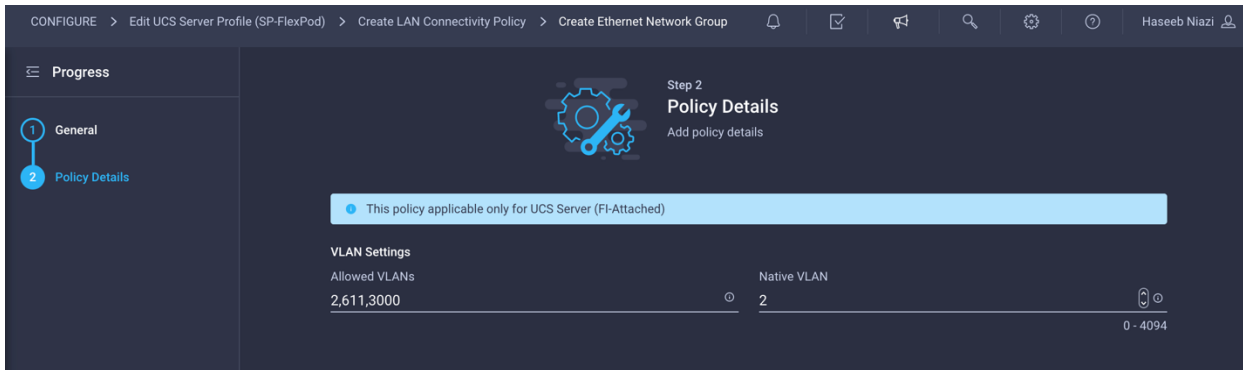 CONFIGURE > Edit UCS Server Profile (SP-FlexPod) > Create LAN Connectivity Policy > Create Ethernet Network Group Haseeb Niazi
Progress
1 General
2 Policy Details
Step 2
Policy Details
Add policy details
This policy applicable only for UCS Server (FI-Attached)
VLAN Settings
Allowed VLANs Native VLAN
2,611,3000 2
0 - 4094